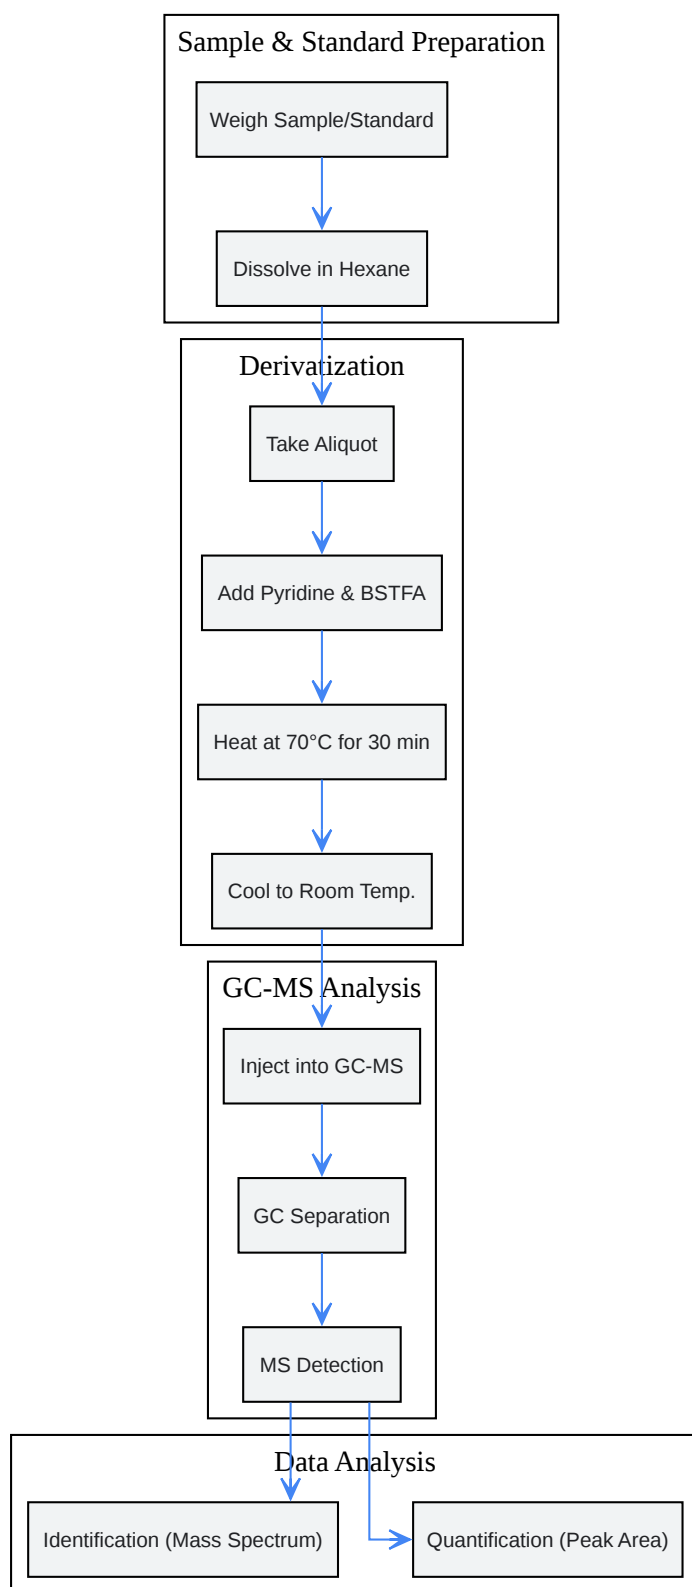 Sample & Standard Preparation
Weigh Sample/Standard
Dissolve in Hexane
Derivatization
Take Aliquot
Add Pyridine & BSTFA
Heat at 70°C for 30 min
Cool to Room Temp.
GC-MS Analysis
Inject into GC-MS
GC Separation
MS Detection
Data Analysis
Identification (Mass Spectrum)
Quantification (Peak Area)